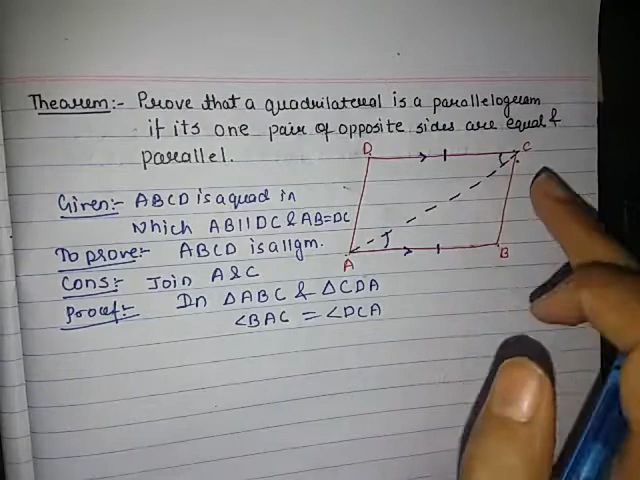 Theorem:- Prove that a quadrilateral is a parallelogram
if its one pair of opposite sides are equal &
parallel.
Given:- ABCD is a quad in
Which AB || DC & AB=DC
To prove:- ABCD is a ||gm.
Cons:- Join A & C
Proof:- In △ABC & △CDA
∠BAC = ∠DCA
D
C
A
B